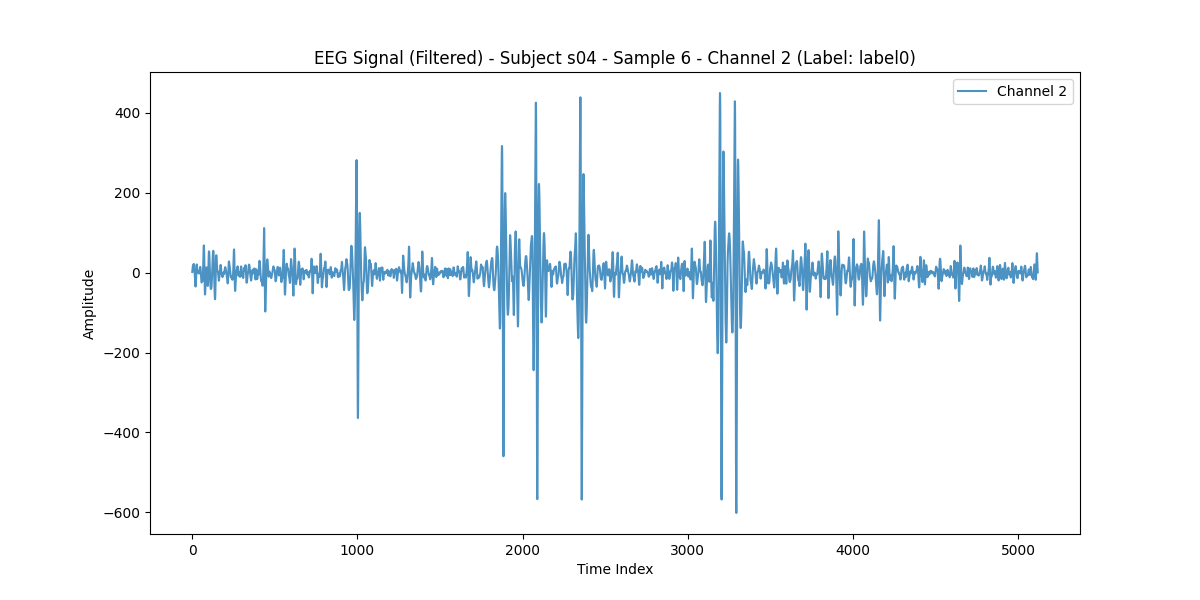 EEG Signal (Filtered) - Subject s04 - Sample 6 - Channel 2 (Label: label0)
Channel 2
400
200
0
−200
−400
−600
Amplitude
0 1000 2000 3000 4000 5000
Time Index